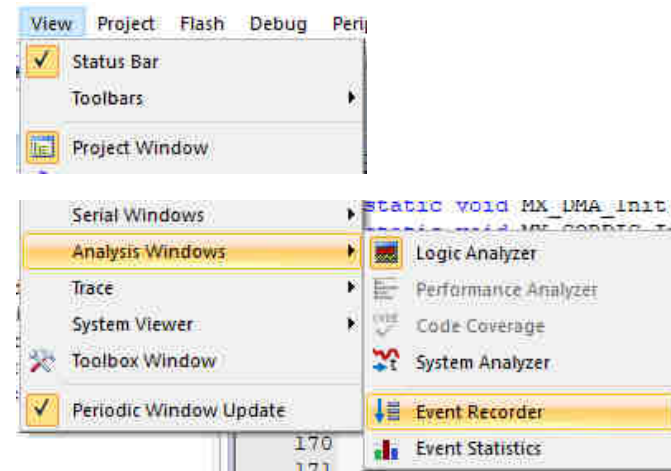 View Project Flash Debug
Status Bar
Toolbars
Project Window
Serial Windows
static void MX_DMA_Init
Analysis Windows
Logic Analyzer
Trace
Performance Analyzer
System Viewer
Code Coverage
Toolbox Window
System Analyzer
Periodic Window Update
Event Recorder
170
Event Statistics
171